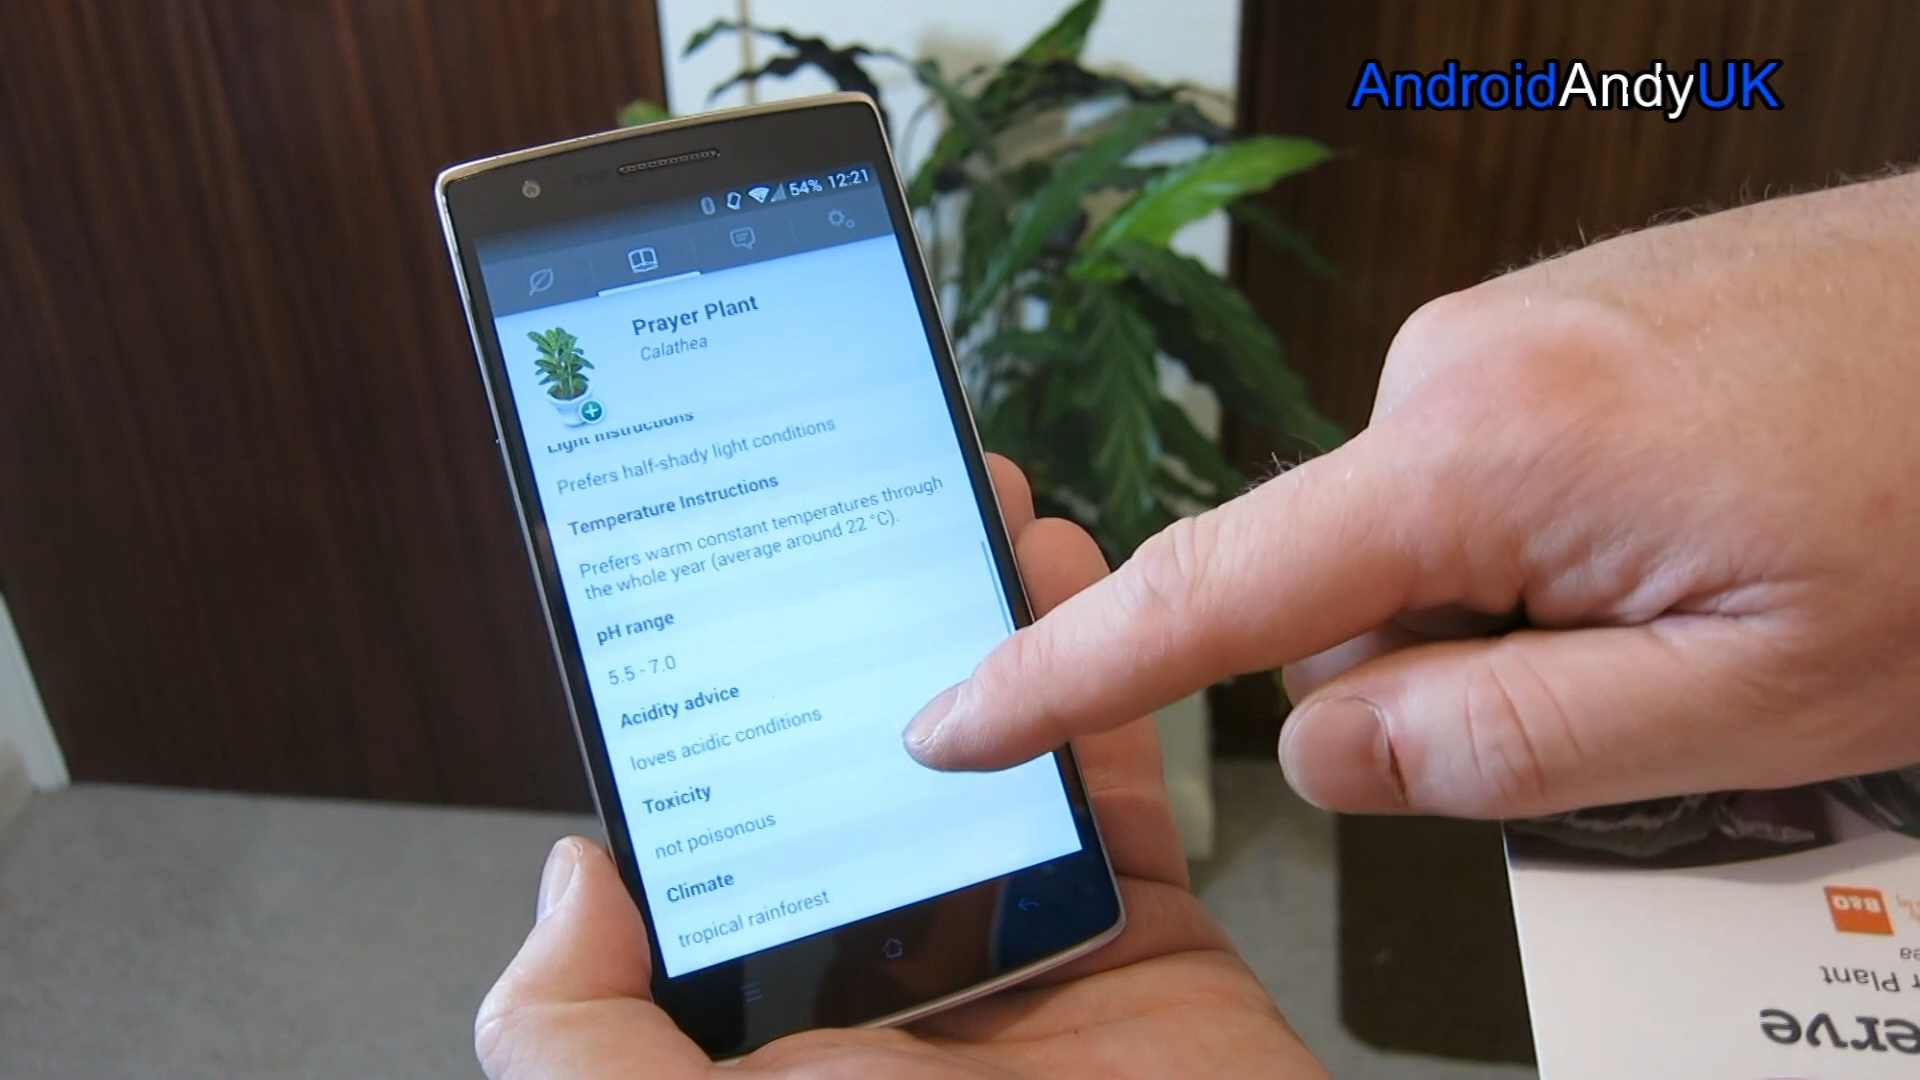 AndroidAndyUK
54% 12:21
Prayer Plant
Calathea
Light Instructions
Prefers half-shady light conditions
Temperature Instructions
Prefers warm constant temperatures through
the whole year (average around 22 °C).
pH range
5.5 - 7.0
Acidity advice
loves acidic conditions
Toxicity
not poisonous
Climate
tropical rainforest
B&Q
Plant
erve